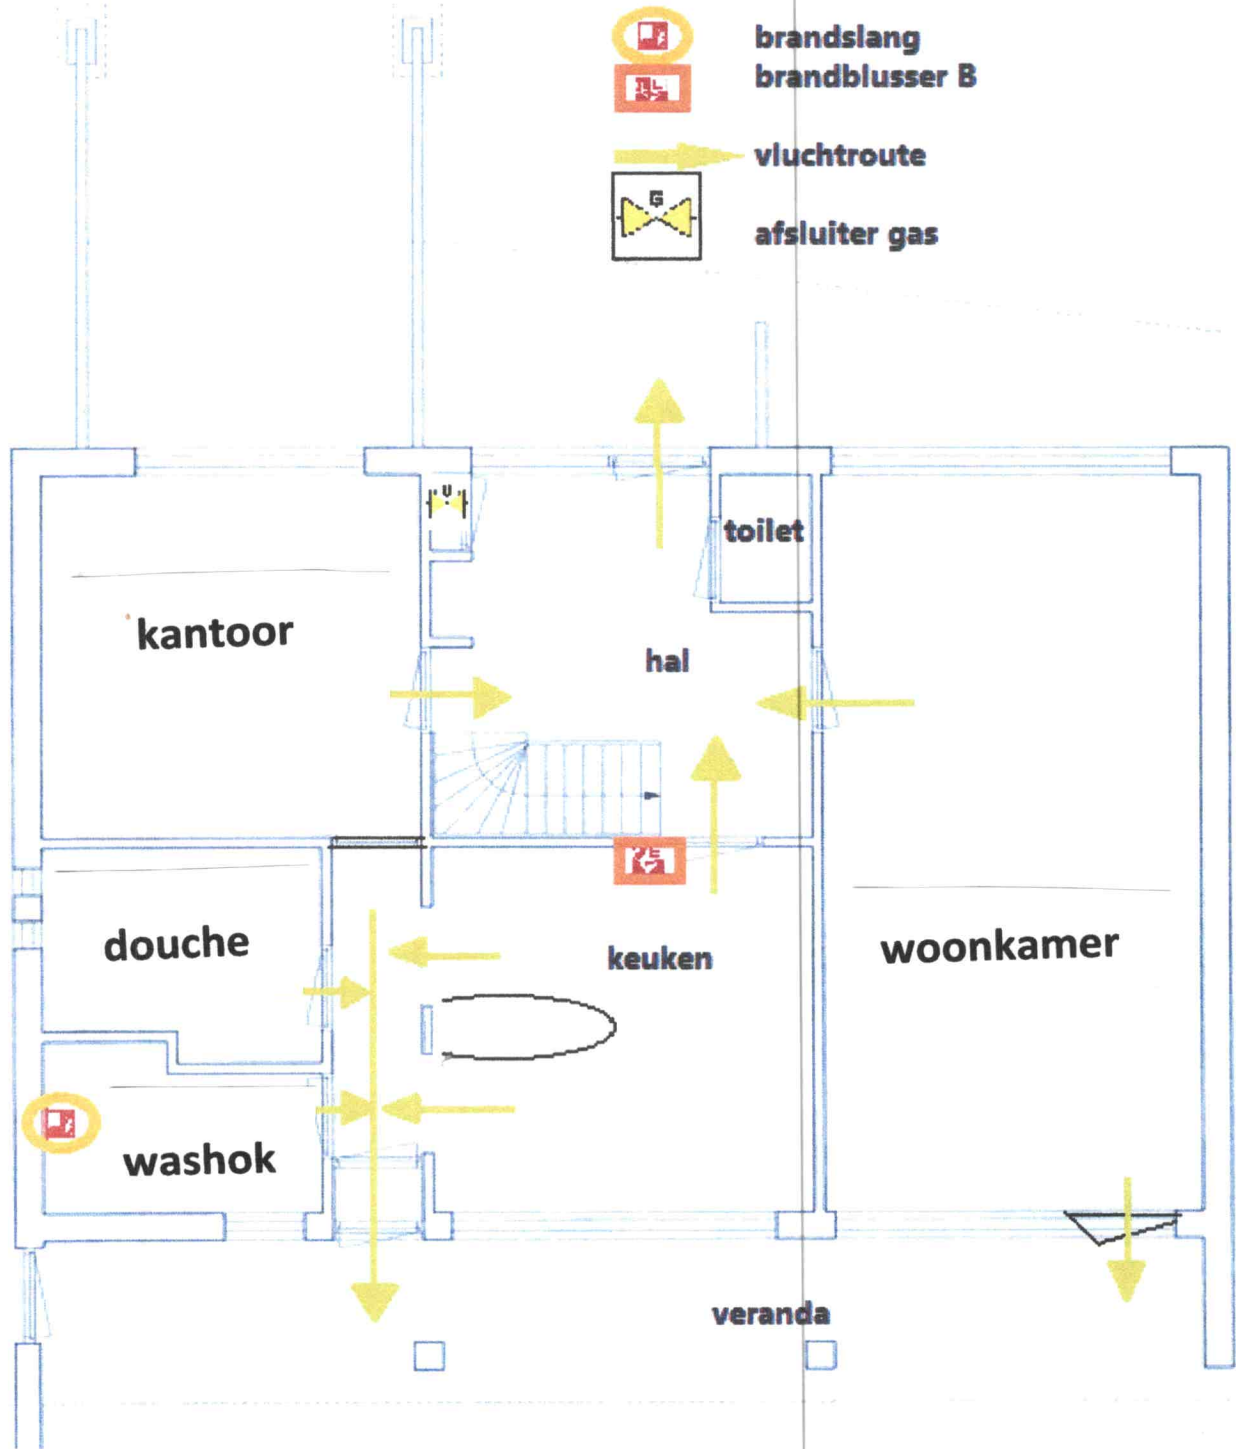 brandslang
brandblusser B
vluchtroute
G
afsluiter gas
toilet
kantoor
hal
douche
keuken
woonkamer
washok
veranda